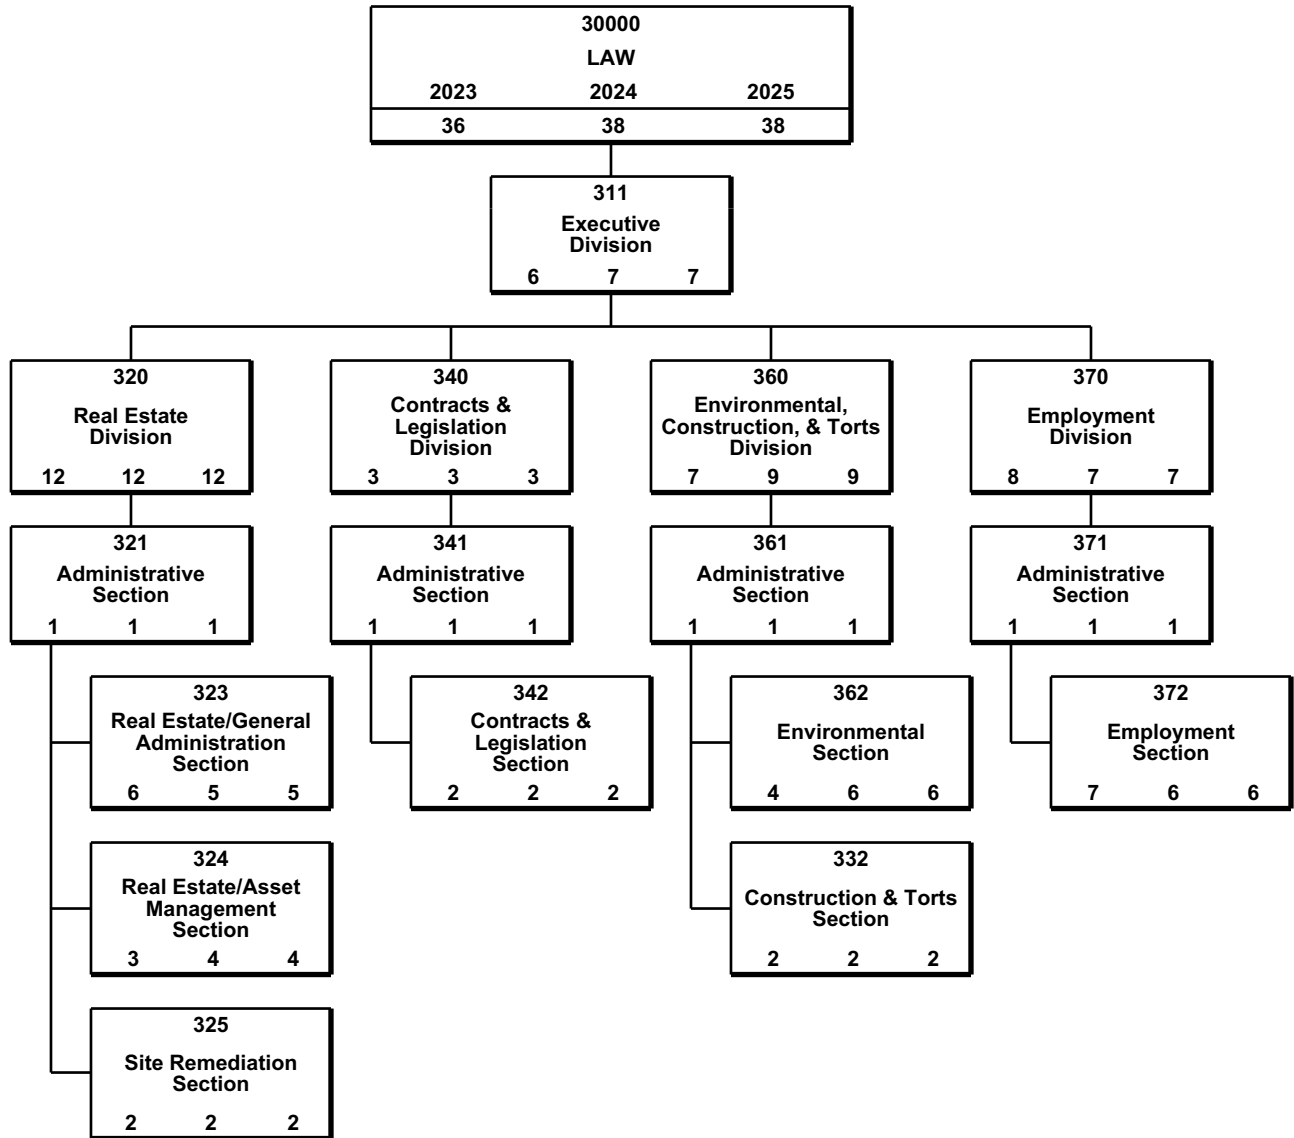 30000
LAW
2023 2024 2025
36 38 38
311
Executive
Division
6 7 7
320
Real Estate
Division
12 12 12
340
Contracts &
Legislation
Division
3 3 3
360
Environmental,
Construction, & Torts
Division
7 9 9
370
Employment
Division
8 7 7
321
Administrative
Section
1 1 1
341
Administrative
Section
1 1 1
361
Administrative
Section
1 1 1
371
Administrative
Section
1 1 1
323
Real Estate/General
Administration
Section
6 5 5
342
Contracts &
Legislation
Section
2 2 2
362
Environmental
Section
4 6 6
372
Employment
Section
7 6 6
324
Real Estate/Asset
Management
Section
3 4 4
332
Construction & Torts
Section
2 2 2
325
Site Remediation
Section
2 2 2